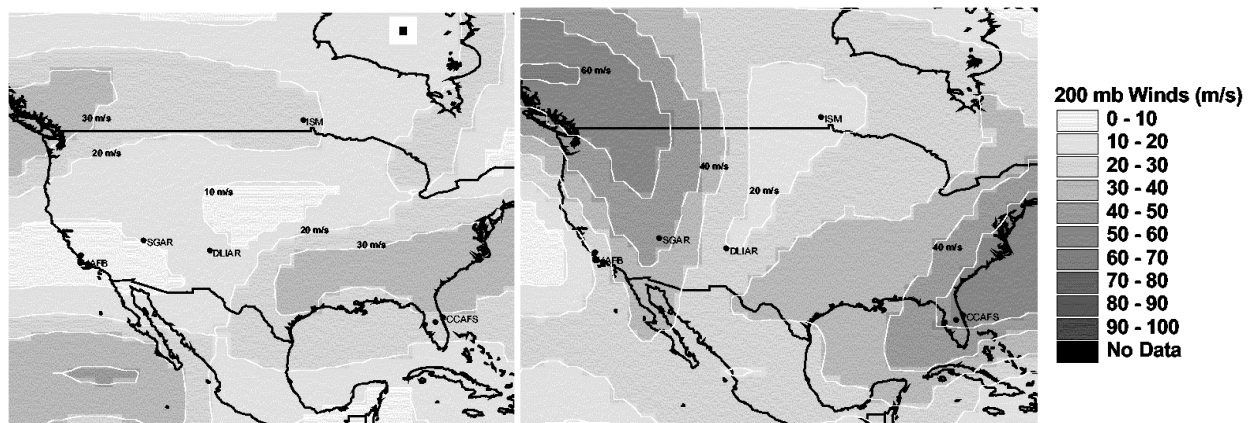 30 m/s
ISM
20 m/s
10 m/s
20 m/s
30 m/s
SGAR
DLIAR
CCAFS
60 m/s
ISM
40 m/s
20 m/s
SGAR
DLIAR
40 m/s
CCAFS
200 mb Winds (m/s)
0 - 10
10 - 20
20 - 30
30 - 40
40 - 50
50 - 60
60 - 70
70 - 80
80 - 90
90 - 100
No Data